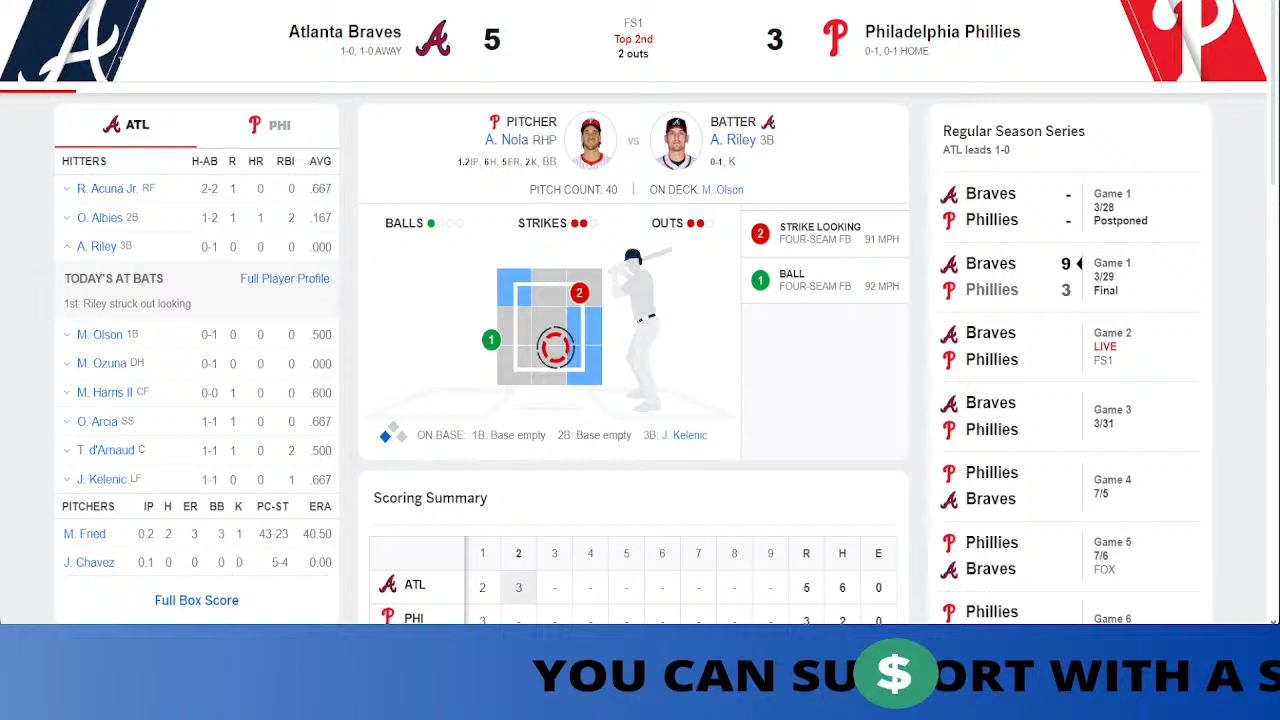 Atlanta Braves
1-0, 1-0 AWAY
5
FS1
Top 2nd
2 outs
3
Philadelphia Phillies
0-1, 0-1 HOME
ATL
PHI
HITTERS H-AB R HR RBI AVG
R. Acuna Jr. RF 2-2 1 0 0 .667
O. Albies 2B 1-2 1 1 2 .167
A. Riley 3B 0-1 0 0 0 .000
TODAY'S AT BATS Full Player Profile
1st: Riley struck out looking
M. Olson 1B 0-1 0 0 0 .500
M. Ozuna DH 0-1 0 0 0 .000
M. Harris II CF 0-0 1 0 0 .600
O. Arcia SS 1-1 1 0 0 .667
T. d'Arnaud C 1-1 1 0 2 .500
J. Kelenic LF 1-1 0 0 1 .667
PITCHERS IP H ER BB K PC-ST ERA
M. Fried 0.2 2 3 3 1 43-23 40.50
J. Chavez 0.1 0 0 0 0 5-4 0.00
Full Box Score
PITCHER
A. Nola RHP
1.2IP, 6H, 5ER, 2K, BB
VS
BATTER
A. Riley 3B
0-1, K
PITCH COUNT: 40 ON DECK: M. Olson
BALLS STRIKES OUTS
2
1
2 STRIKE LOOKING
FOUR-SEAM FB 91 MPH
1 BALL
FOUR-SEAM FB 92 MPH
ON BASE: 1B: Base empty 2B: Base empty 3B: J. Kelenic
Scoring Summary
1 2 3 4 5 6 7 8 9 R H E
ATL 2 3 - - - - - - - 5 6 0
PHI 3 - - - - - - - - 3 2 0
Regular Season Series
ATL leads 1-0
Braves - Game 1
3/28
Phillies - Postponed
Braves 9 Game 1
3/29
Phillies 3 Final
Braves Game 2
LIVE
Phillies FS1
Braves Game 3
3/31
Phillies
Phillies Game 4
7/5
Braves
Phillies Game 5
7/6
Braves FOX
Phillies Game 6
YOU CAN SU$ORT WITH A S